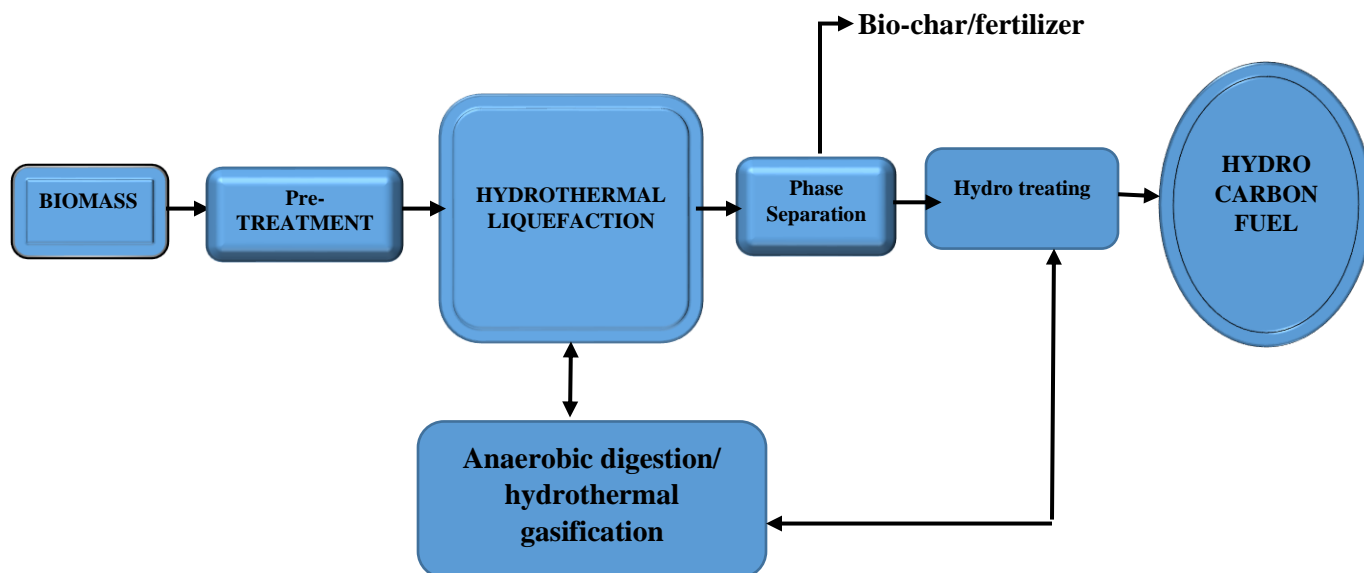 Bio-char/fertilizer
BIOMASS
Pre-
TREATMENT
HYDROTHERMAL
LIQUEFACTION
Phase
Separation
Hydro treating
HYDRO
CARBON
FUEL
Anaerobic digestion/
hydrothermal
gasification